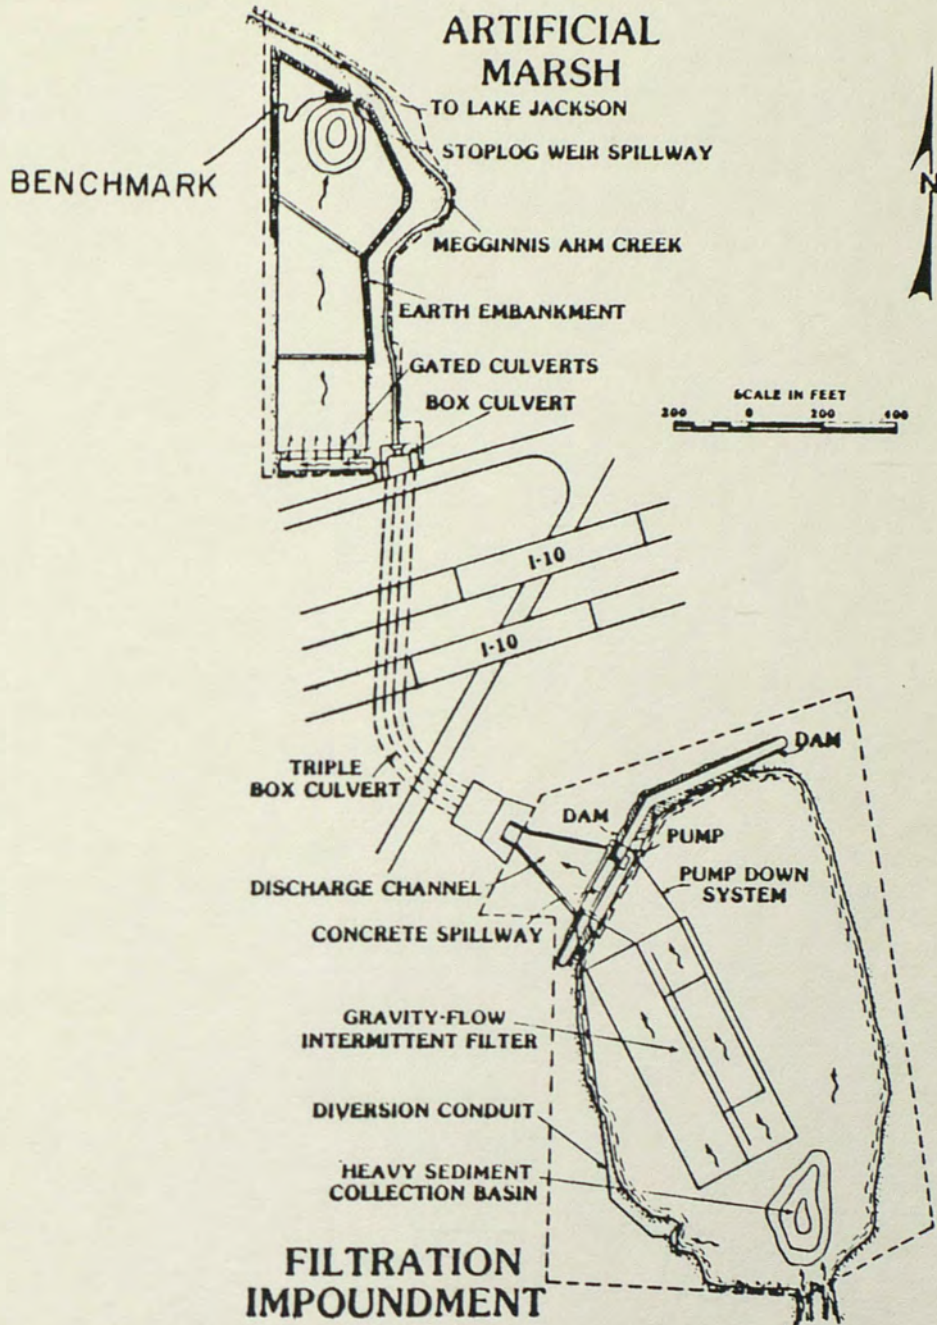 ARTIFICIAL
MARSH
TO LAKE JACKSON
STOPLOG WEIR SPILLWAY
BENCHMARK
N
MEGGINNIS ARM CREEK
EARTH EMBANKMENT
GATED CULVERTS
BOX CULVERT
SCALE IN FEET
200 0 200 400
I-10
I-10
TRIPLE
BOX CULVERT
DAM
DAM
PUMP
PUMP DOWN
SYSTEM
DISCHARGE CHANNEL
CONCRETE SPILLWAY
GRAVITY-FLOW
INTERMITTENT FILTER
DIVERSION CONDUIT
HEAVY SEDIMENT
COLLECTION BASIN
FILTRATION
IMPOUNDMENT